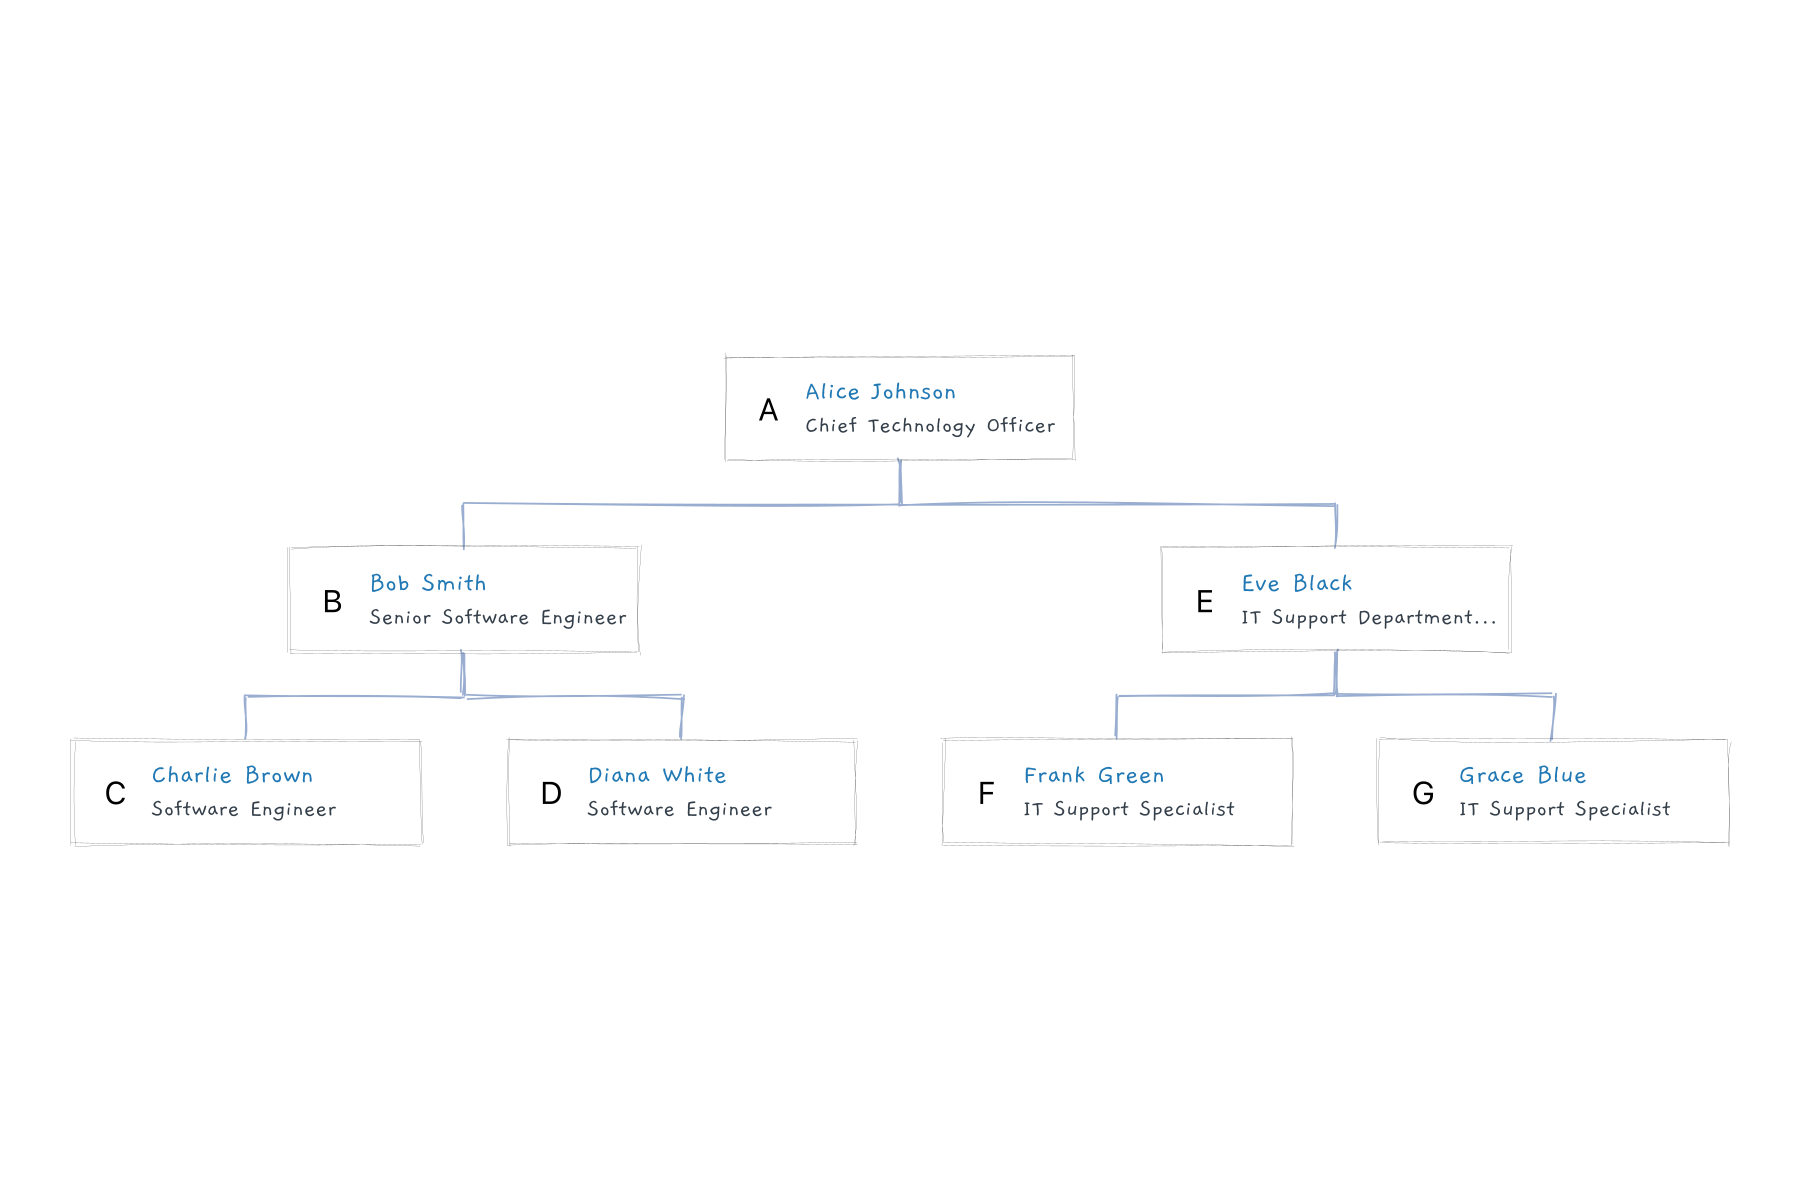 A
Alice Johnson
Chief Technology Officer
B
Bob Smith
Senior Software Engineer
E
Eve Black
IT Support Department...
C
Charlie Brown
Software Engineer
D
Diana White
Software Engineer
F
Frank Green
IT Support Specialist
G
Grace Blue
IT Support Specialist